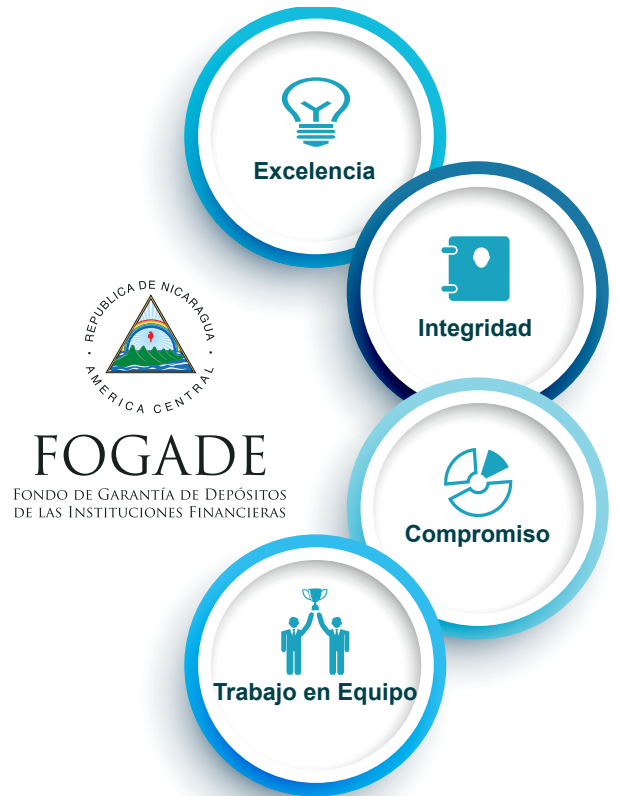 Excelencia
Integridad
REPUBLICA DE NICARAGUA
AMERICA CENTRAL
FOGADE
FONDO DE GARANTÍA DE DEPÓSITOS
DE LAS INSTITUCIONES FINANCIERAS
Compromiso
Trabajo en Equipo